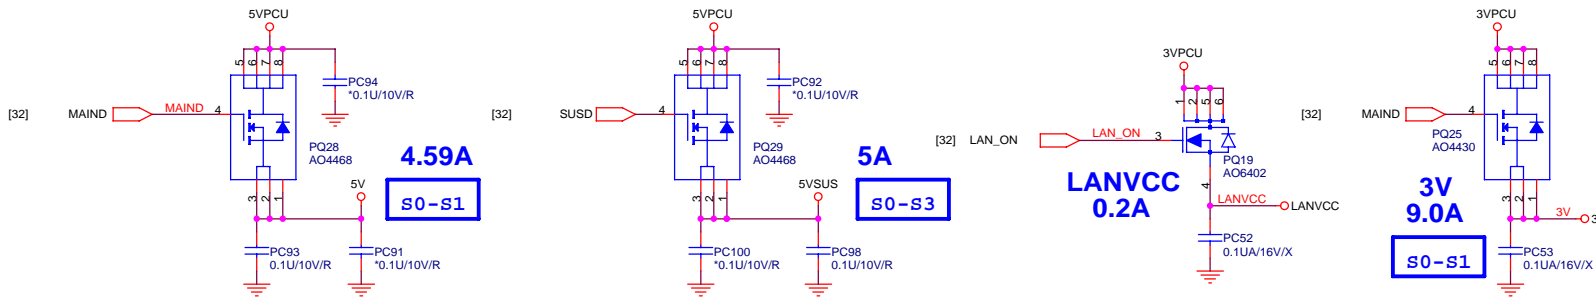 5VPCU
5
6
7
8
PC94
*0.1U/10V/R
[32]
MAIND
MAIND
4
PQ28
AO4468
4.59A
5V
S0-S1
3
2
1
PC93
0.1U/10V/R
PC91
*0.1U/10V/R
5VPCU
5
6
7
8
PC92
*0.1U/10V/R
[32]
SUSD
4
PQ29
AO4468
5A
5VSUS
S0-S3
3
2
1
PC100
*0.1U/10V/R
PC98
0.1U/10V/R
3VPCU
1
2
5
6
[32]
LAN_ON
LAN_ON
3
PQ19
AO6402
LANVCC
0.2A
4
LANVCC
LANVCC
PC52
0.1UA/16V/X
3VPCU
5
6
7
8
[32]
MAIND
4
PQ25
AO4430
3V
9.0A
S0-S1
3
2
1
3V
3
PC53
0.1UA/16V/X